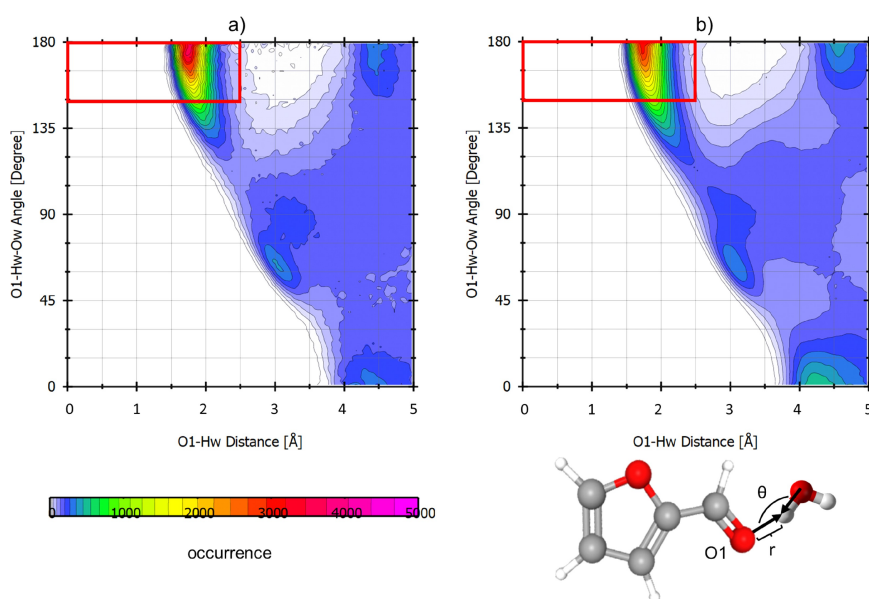 a)
180
135
90
45
0
O1-Hw-Ow Angle [Degree]
0 1 2 3 4 5
O1-Hw Distance [Å]
b)
180
135
90
45
0
O1-Hw-Ow Angle [Degree]
0 1 2 3 4 5
O1-Hw Distance [Å]
0 1000 2000 3000 4000 5000
occurrence
θ
O1
r